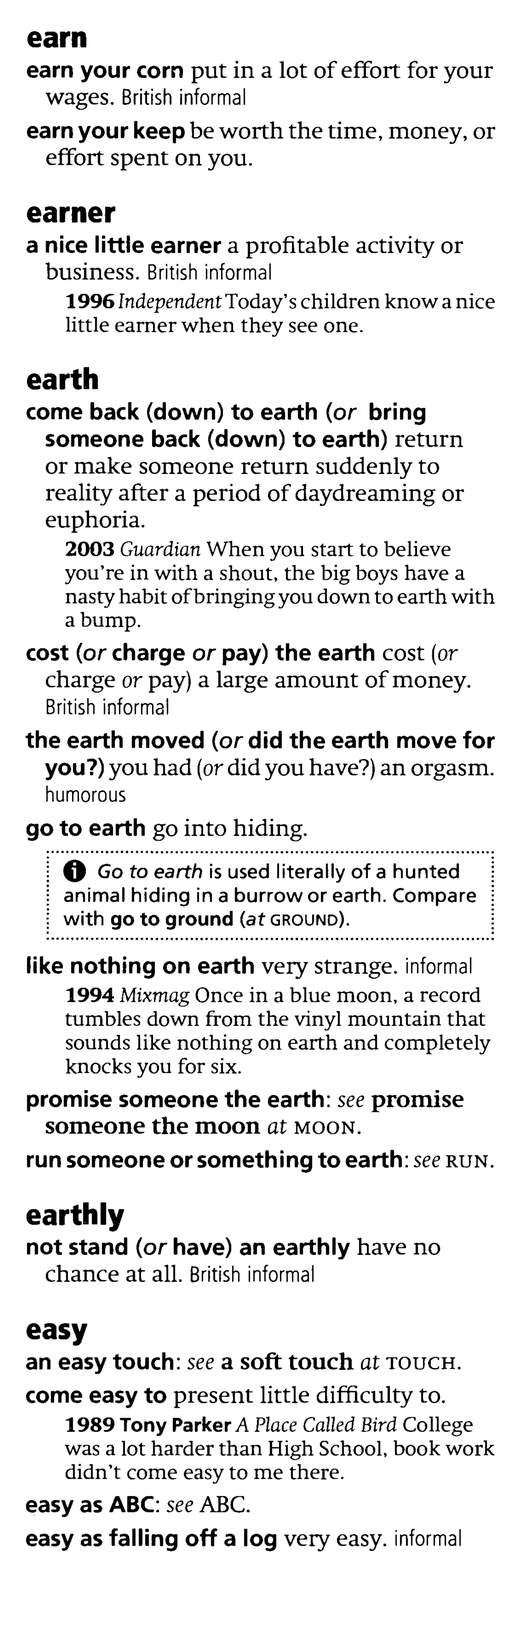 earn
earn your corn put in a lot of effort for your
wages. British informal
earn your keep be worth the time, money, or
effort spent on you.
earner
a nice little earner a profitable activity or
business. British informal
1996 Independent Today's children know a nice
little earner when they see one.
earth
come back (down) to earth (or bring
someone back (down) to earth) return
or make someone return suddenly to
reality after a period of daydreaming or
euphoria.
2003 Guardian When you start to believe
you're in with a shout, the big boys have a
nasty habit of bringing you down to earth with
a bump.
cost (or charge or pay) the earth cost (or
charge or pay) a large amount of money.
British informal
the earth moved (or did the earth move for
you?) you had (or did you have?) an orgasm.
humorous
go to earth go into hiding.
i Go to earth is used literally of a hunted
animal hiding in a burrow or earth. Compare
with go to ground (at GROUND).
like nothing on earth very strange. informal
1994 Mixmag Once in a blue moon, a record
tumbles down from the vinyl mountain that
sounds like nothing on earth and completely
knocks you for six.
promise someone the earth: see promise
someone the moon at MOON.
run someone or something to earth: see RUN.
earthly
not stand (or have) an earthly have no
chance at all. British informal
easy
an easy touch: see a soft touch at TOUCH.
come easy to present little difficulty to.
1989 Tony Parker A Place Called Bird College
was a lot harder than High School, book work
didn't come easy to me there.
easy as ABC: see ABC.
easy as falling off a log very easy. informal